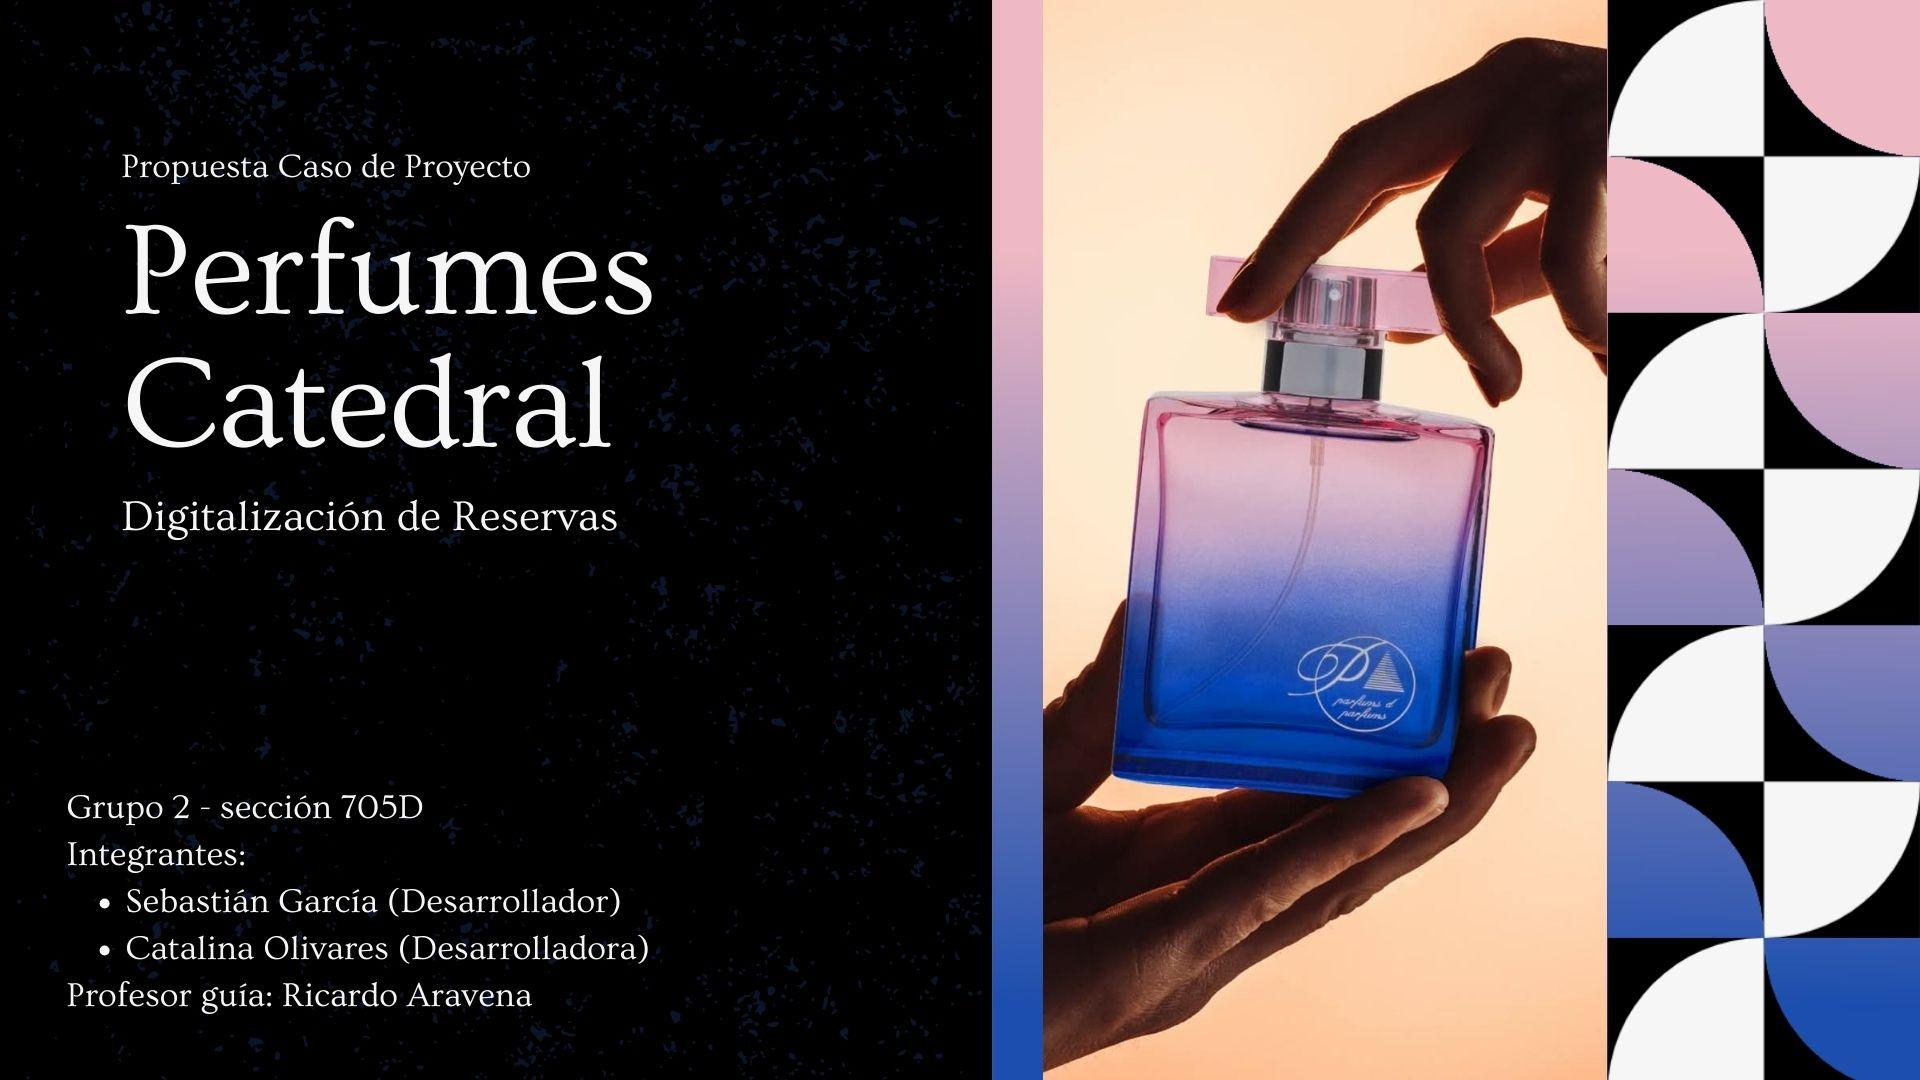 Propuesta Caso de Proyecto
Perfumes
Catedral
Digitalización de Reservas
Grupo 2 - sección 705D
Integrantes:
• Sebastián García (Desarrollador)
• Catalina Olivares (Desarrolladora)
Profesor guía: Ricardo Aravena
parfums d
parfums